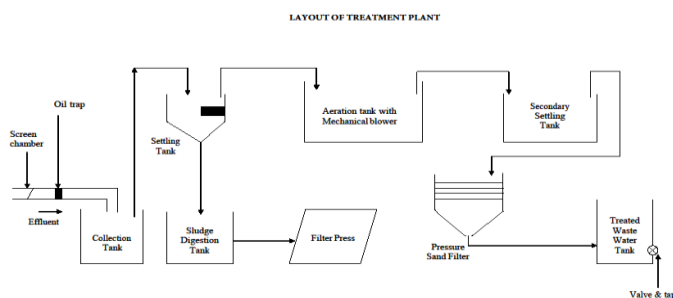 LAYOUT OF TREATMENT PLANT
Oil trap
Screen
chamber
Effluent
Collection
Tank
Settling
Tank
Sludge
Digestion
Tank
Filter Press
Aeration tank with
Mechanical blower
Secondary
Settling
Tank
Pressure
Sand Filter
Treated
Waste
Water
Tank
Valve &